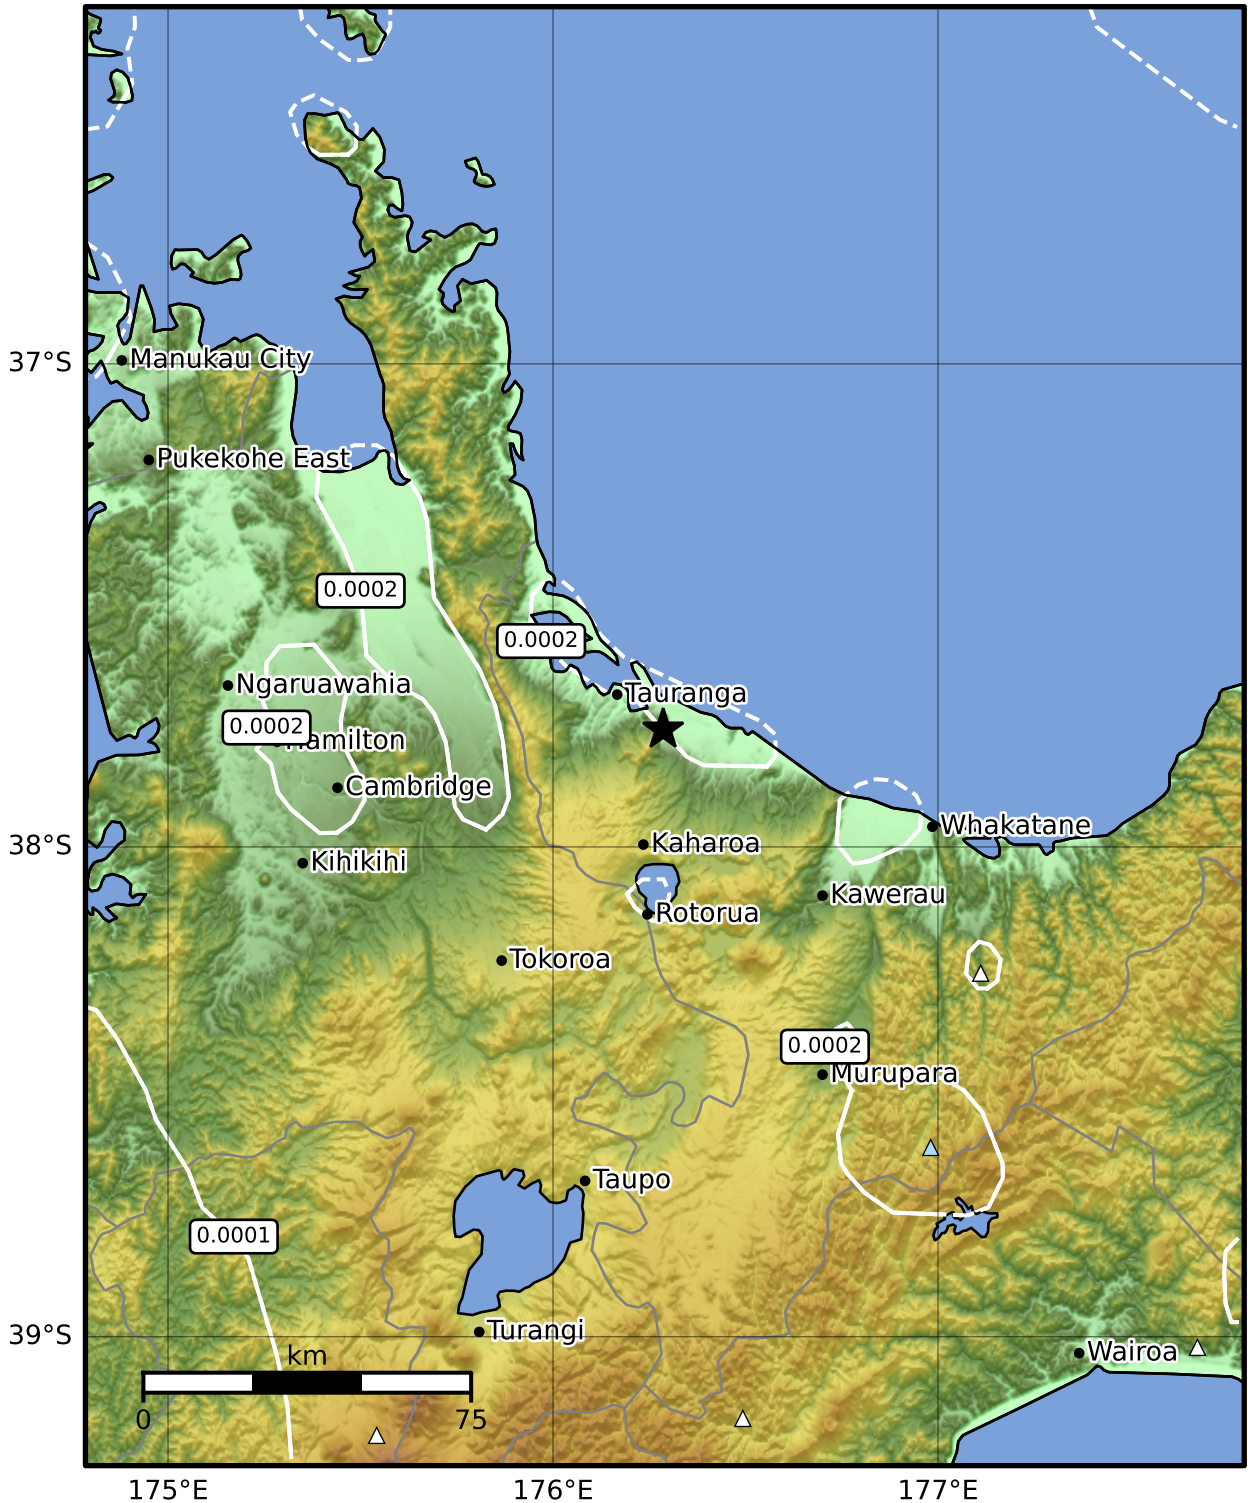 37°S
Manukau City
Pukekohe East
0.0002
0.0002
Ngaruawahia
Tauranga
0.0002
Hamilton
Cambridge
Whakatane
38°S
Kaharoa
Kihikihi
Kawerau
Rotorua
Tokoroa
0.0002
Murupara
Taupo
0.0001
39°S
Turangi
Wairoa
km
0
75
175°E
176°E
177°E